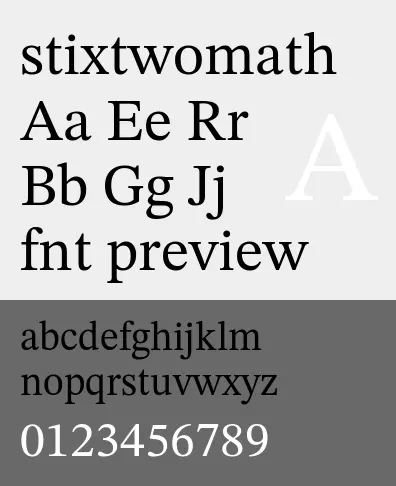 stixtwomath
Aa Ee Rr
A
Bb Gg Jj
fnt preview
abcdefghijklm
nopqrstuvwxyz
0123456789